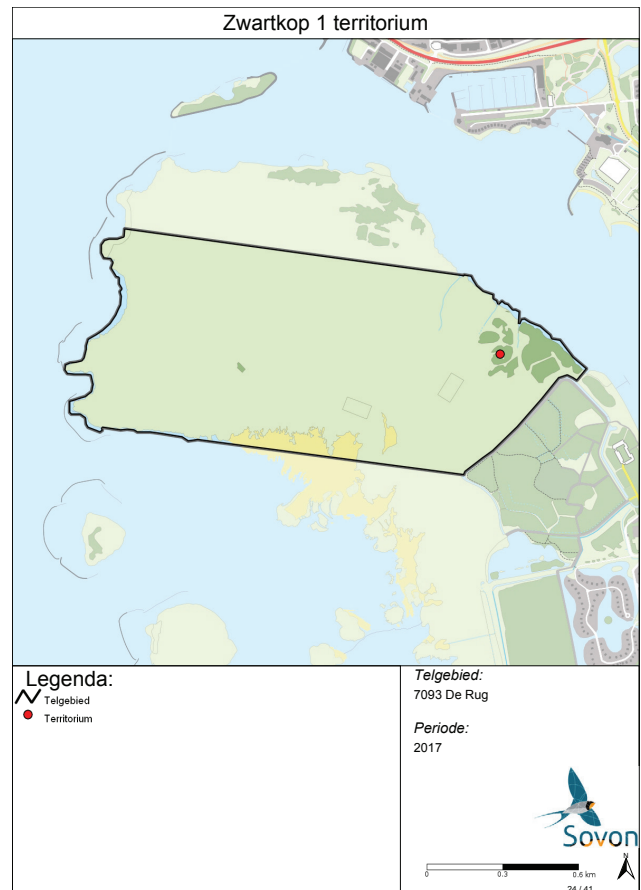 Zwartkop 1 territorium
Legenda:
Telgebied
Territorium
Telgebied:
7093 De Rug
Periode:
2017
Sovon
N
0 0.3 0.6 km
24 / 41